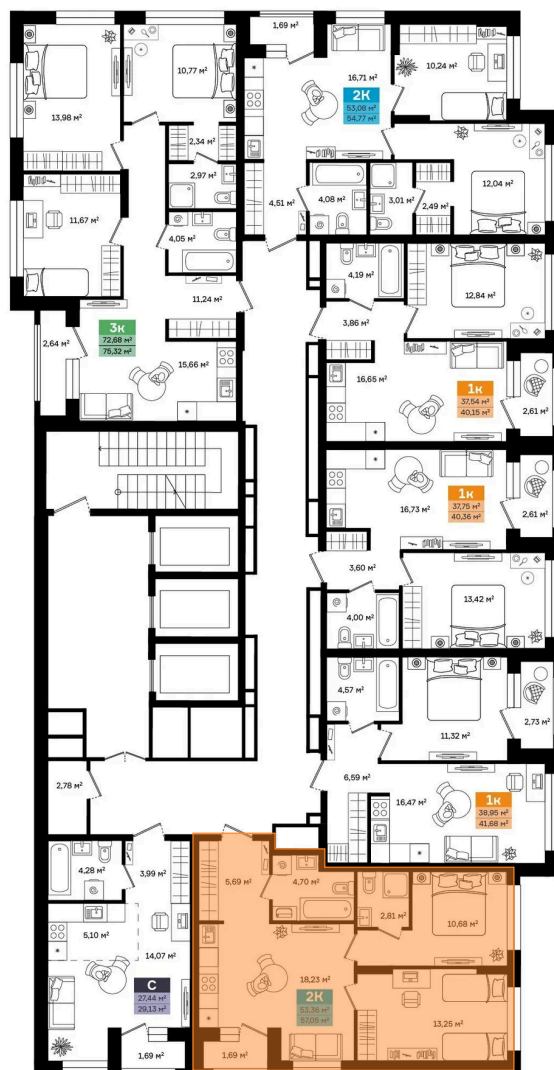 1,69 м²
10,77 м²
16,71 м²
10,24 м²
13,98 м²
2К
53,08 м²
54,77 м²
2,34 м²
2,97 м²
12,04 м²
11,67 м²
4,51 м²
4,08 м²
3,01 м²
2,49 м²
4,05 м²
4,19 м²
12,84 м²
11,24 м²
3,86 м²
3к
72,68 м²
75,32 м²
2,64 м²
15,66 м²
16,65 м²
1к
37,54 м²
40,15 м²
2,61 м²
16,73 м²
1к
37,75 м²
40,36 м²
2,61 м²
3,60 м²
13,42 м²
4,00 м²
4,57 м²
11,32 м²
2,73 м²
2,78 м²
6,59 м²
16,47 м²
1к
38,95 м²
41,68 м²
4,28 м²
3,99 м²
5,69 м²
4,70 м²
2,81 м²
10,68 м²
5,10 м²
14,07 м²
18,23 м²
С
27,44 м²
29,13 м²
2К
53,36 м²
57,05 м²
13,25 м²
1,69 м²
1,69 м²